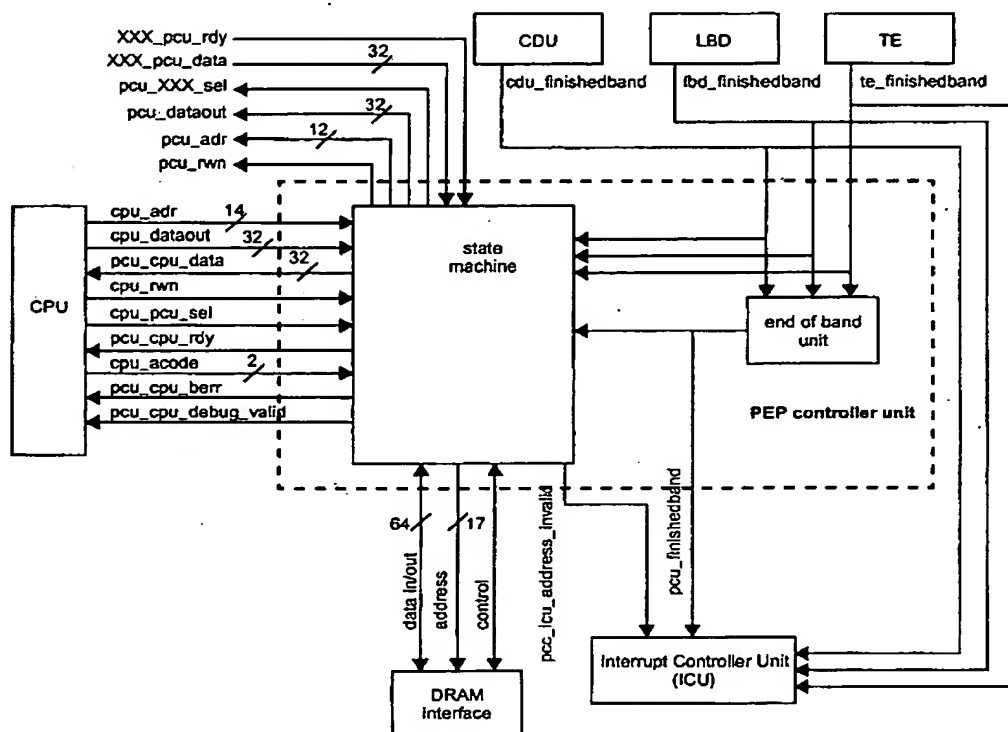 XXX_pcu_rdy
XXX_pcu_data 32
pcu_XXX_sel
pcu_dataout 32
pcu_adr 12
pcu_rwn
CDU
LBD
TE
cdu_finishedband
lbd_finishedband
te_finishedband
CPU
cpu_adr 14
cpu_dataout 32
pcu_cpu_data 32
cpu_rwn
cpu_pcu_sel
pcu_cpu_rdy
cpu_acode 2
pcu_cpu_berr
pcu_cpu_debug_valid
state
machine
end of band
unit
PEP controller unit
64
17
data in/out
address
control
pcc_icu_address_invalid
pcu_finishedband
DRAM
Interface
Interrupt Controller Unit
(ICU)